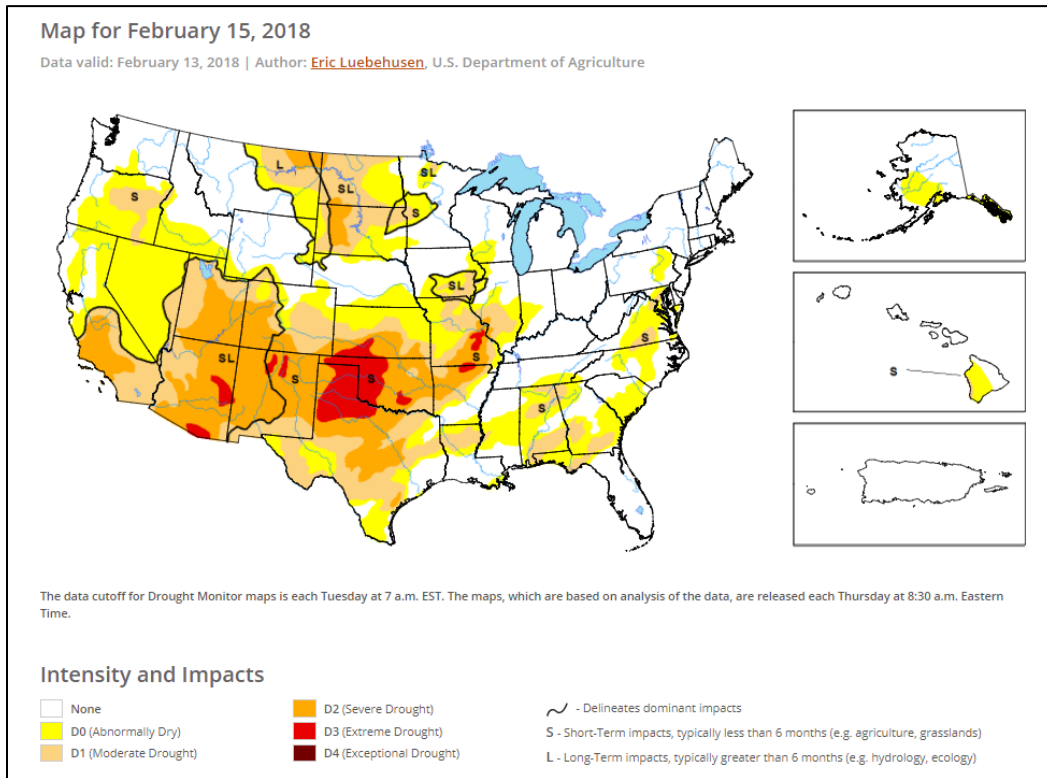 Map for February 15, 2018
Data valid: February 13, 2018 | Author: Eric Luebehusen, U.S. Department of Agriculture
L
SL
SL
S
S
SL
SL
S
S
S
S
S
S
The data cutoff for Drought Monitor maps is each Tuesday at 7 a.m. EST. The maps, which are based on analysis of the data, are released each Thursday at 8:30 a.m. Eastern
Time.
Intensity and Impacts
None
D0 (Abnormally Dry)
D1 (Moderate Drought)
D2 (Severe Drought)
D3 (Extreme Drought)
D4 (Exceptional Drought)
- Delineates dominant impacts
S - Short-Term impacts, typically less than 6 months (e.g. agriculture, grasslands)
L - Long-Term impacts, typically greater than 6 months (e.g. hydrology, ecology)